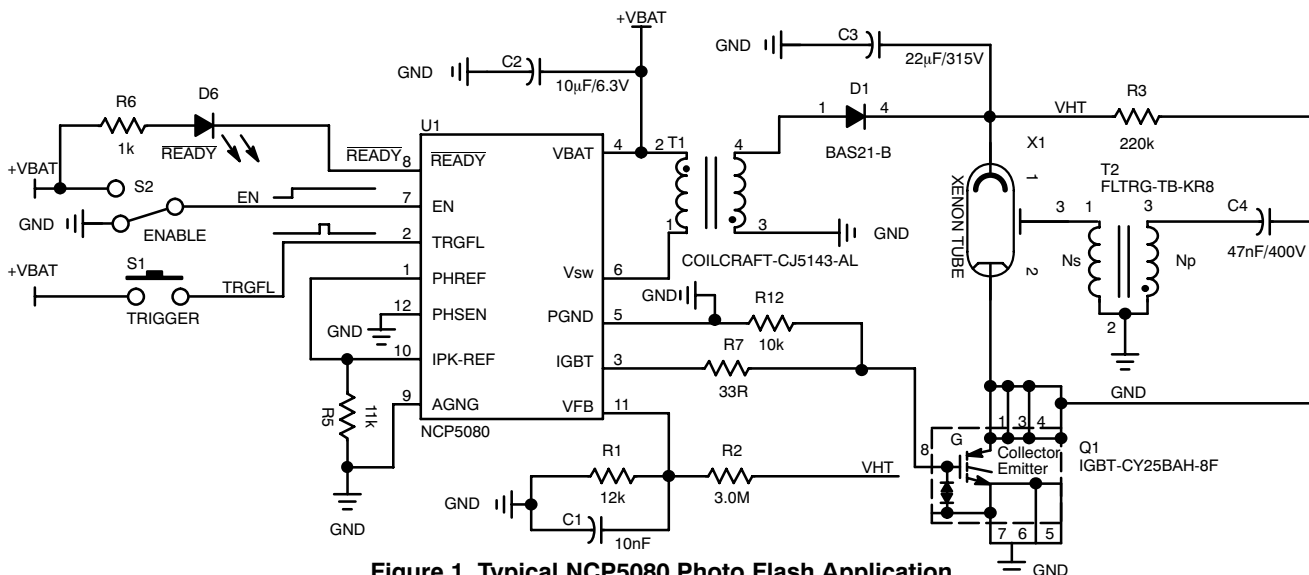 +VBAT
GND
C3
22µF/315V
GND
C2
10µF/6.3V
D1
1
4
BAS21-B
VHT
R3
220k
R6
1k
D6
READY
READY
+VBAT
S2
GND
ENABLE
EN
+VBAT
S1
TRIGGER
TRGFL
U1
8
READY
7
EN
2
TRGFL
1
PHREF
12
PHSEN
GND
10
IPK-REF
9
AGNG
NCP5080
VBAT
4
Vsw
6
PGND
5
IGBT
3
VFB
11
R5
11k
GND
2
T1
4
1
3
GND
COILCRAFT-CJ5143-AL
GND
R12
10k
R7
33R
X1
XENON TUBE
1
2
T2
FLTRG-TB-KR8
3
1
3
Ns
Np
2
C4
47nF/400V
GND
1
3
4
G
8
Collector
Emitter
Q1
IGBT-CY25BAH-8F
7
6
5
GND
GND
R1
12k
C1
10nF
R2
3.0M
VHT
Figure 1. Typical NCP5080 Photo Flash Application